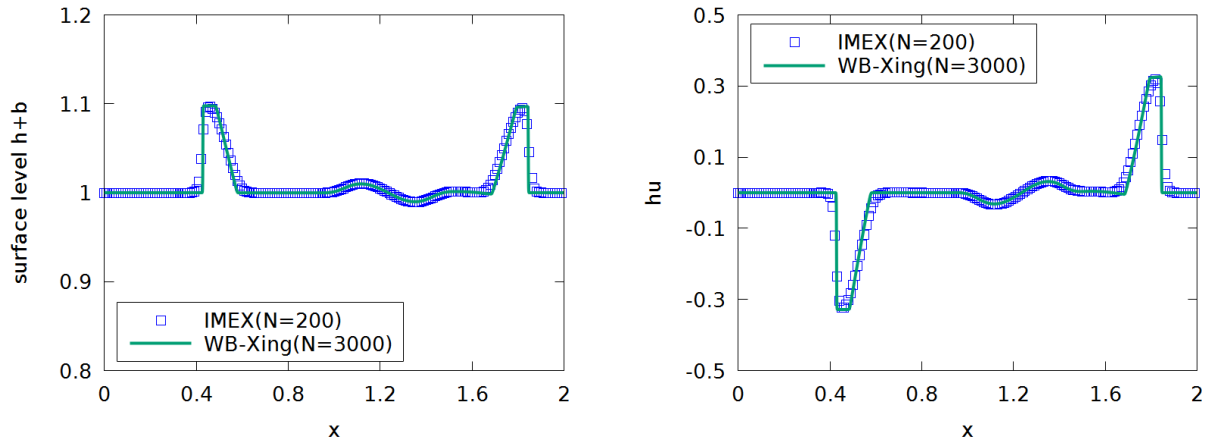 1.2
1.1
1
0.9
0.8
surface level h+b
IMEX(N=200)
WB-Xing(N=3000)
0 0.4 0.8 1.2 1.6 2
x
0.5
0.3
0.1
-0.1
-0.3
-0.5
hu
IMEX(N=200)
WB-Xing(N=3000)
0 0.4 0.8 1.2 1.6 2
x